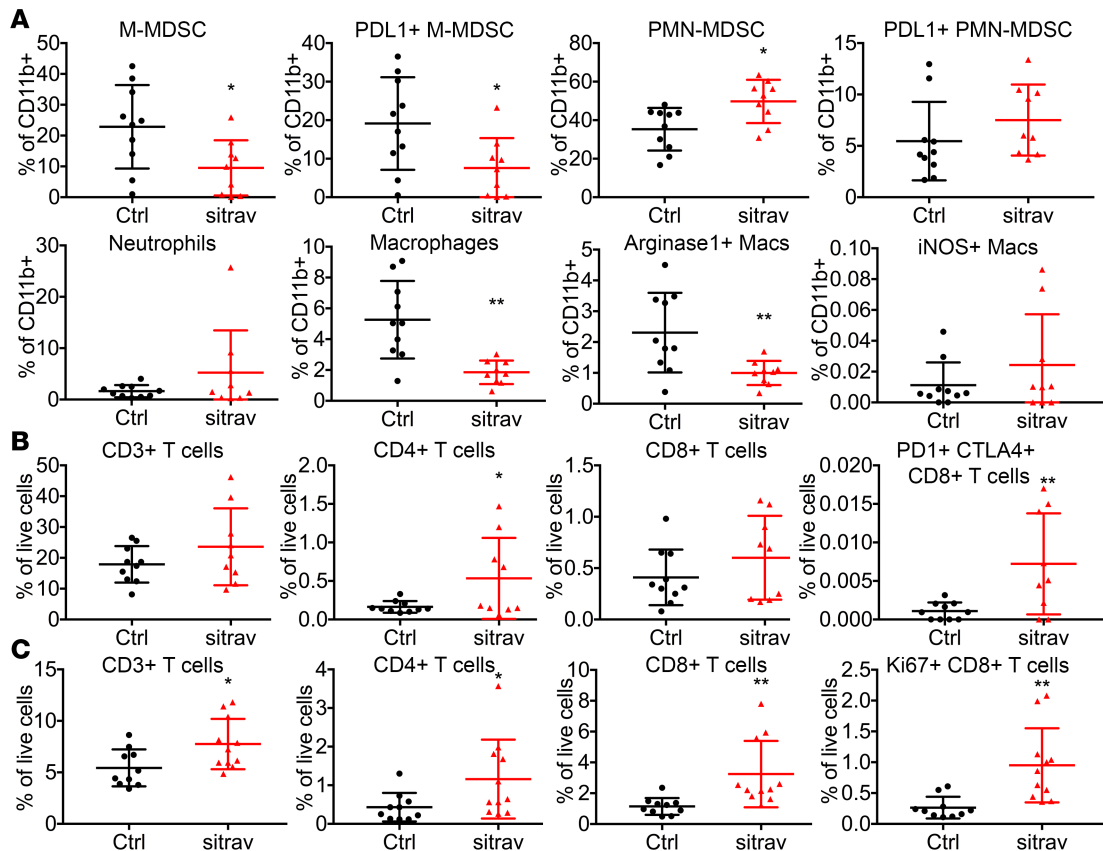 A
M-MDSC
PDL1+ M-MDSC
PMN-MDSC
PDL1+ PMN-MDSC
% of CD11b+
50
40
30
20
10
0
*
Ctrl
sitrav
% of CD11b+
40
20
0
*
Ctrl
sitrav
% of CD11b+
80
60
40
20
0
*
Ctrl
sitrav
% of CD11b+
15
10
5
0
Ctrl
sitrav
Neutrophils
Macrophages
Arginase1+ Macs
iNOS+ Macs
% of CD11b+
30
20
10
0
Ctrl
sitrav
% of CD11b+
10
8
6
4
2
0
**
Ctrl
sitrav
% of CD11b+
5
4
3
2
1
0
**
Ctrl
sitrav
% of CD11b+
0.10
0.08
0.06
0.04
0.02
0.00
Ctrl
sitrav
B
CD3+ T cells
CD4+ T cells
CD8+ T cells
PD1+ CTLA4+
CD8+ T cells
% of live cells
50
40
30
20
10
0
Ctrl
sitrav
% of live cells
2.0
1.5
1.0
0.5
0.0
*
Ctrl
sitrav
% of live cells
1.5
1.0
0.5
0.0
Ctrl
sitrav
% of live cells
0.020
0.015
0.010
0.005
0.000
**
Ctrl
sitrav
C
CD3+ T cells
CD4+ T cells
CD8+ T cells
Ki67+ CD8+ T cells
% of live cells
15
10
5
0
*
Ctrl
sitrav
% of live cells
4
3
2
1
0
*
Ctrl
sitrav
% of live cells
10
8
6
4
2
0
**
Ctrl
sitrav
% of live cells
2.5
2.0
1.5
1.0
0.5
0.0
**
Ctrl
sitrav